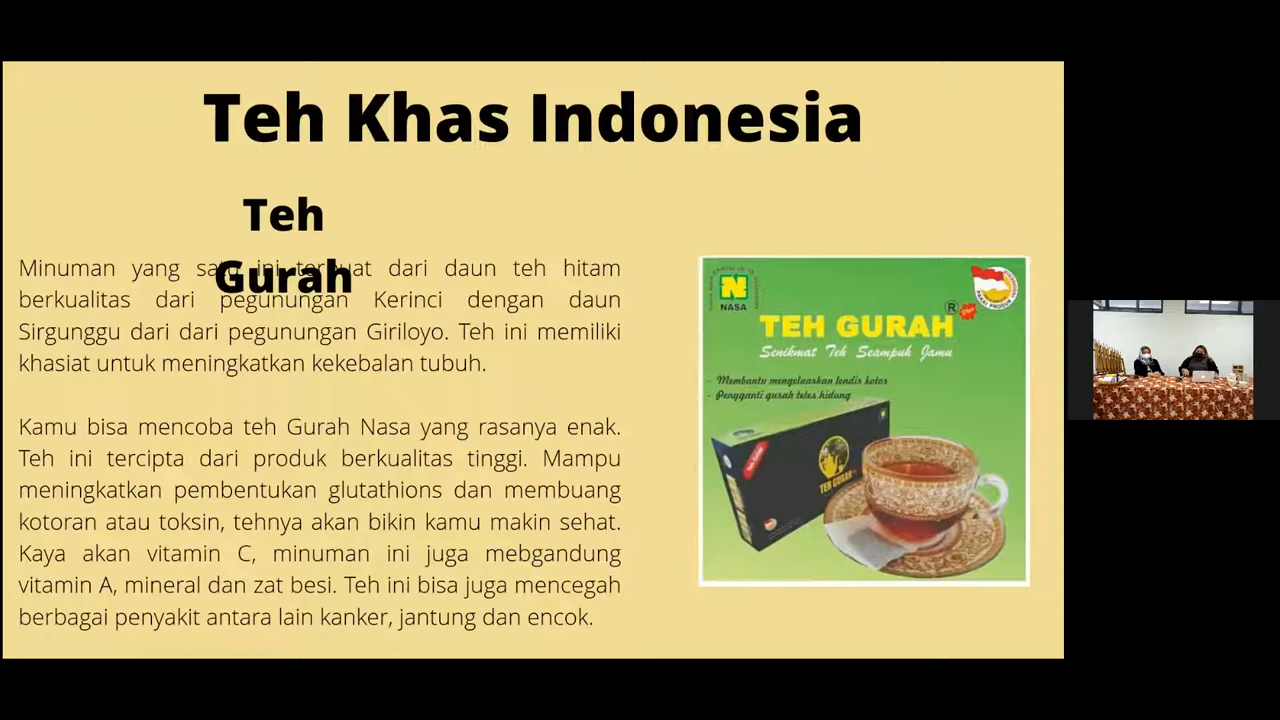 Teh Khas Indonesia
Teh
Gurah
Minuman yang satu ini terbuat dari daun teh hitam
berkualitas dari pegunungan Kerinci dengan daun
Sirgunggu dari dari pegunungan Giriloyo. Teh ini memiliki
khasiat untuk meningkatkan kekebalan tubuh.
Kamu bisa mencoba teh Gurah Nasa yang rasanya enak.
Teh ini tercipta dari produk berkualitas tinggi. Mampu
meningkatkan pembentukan glutathions dan membuang
kotoran atau toksin, tehnya akan bikin kamu makin sehat.
Kaya akan vitamin C, minuman ini juga mebgandung
vitamin A, mineral dan zat besi. Teh ini bisa juga mencegah
berbagai penyakit antara lain kanker, jantung dan encok.
N
NASA
®
TEH GURAH
Senikmat Teh Seampuh Jamu
- Membantu mengeluarkan lendir kotor
- Pengganti gurah tetes hidung
TEH GURAH